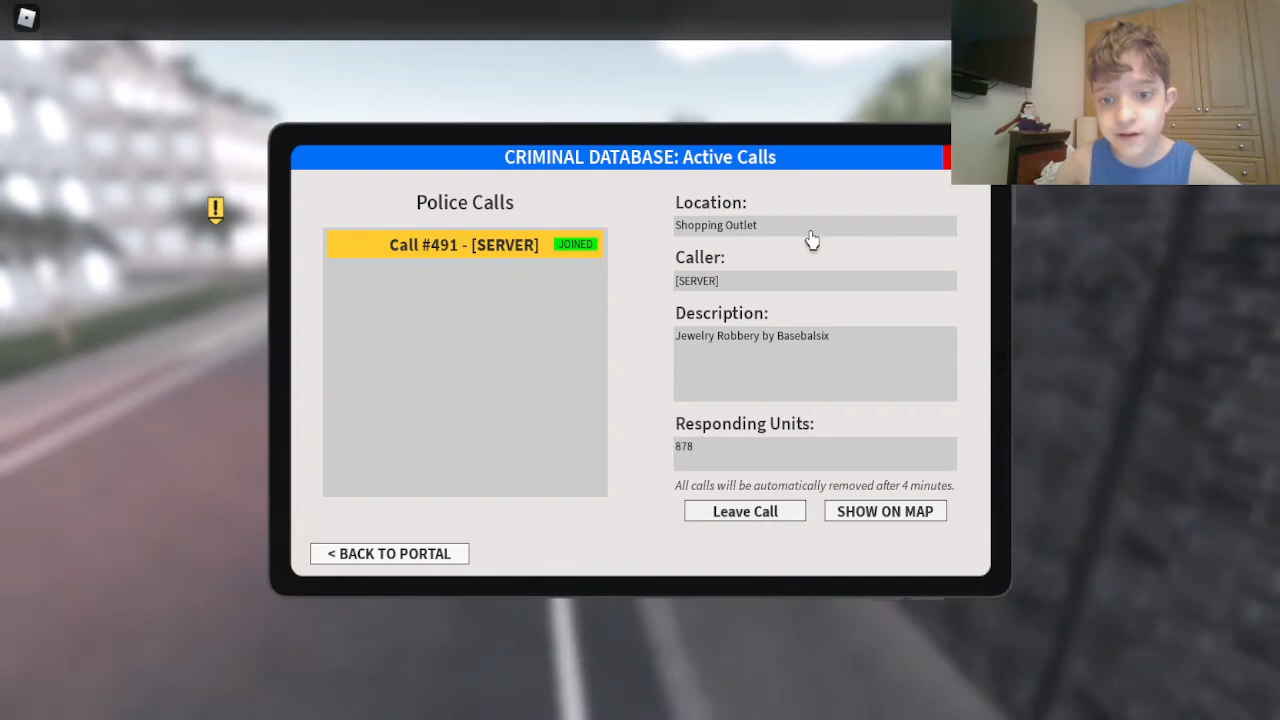 CRIMINAL DATABASE: Active Calls
Police Calls
Call #491 - [SERVER] JOINED
Location:
Shopping Outlet
Caller:
[SERVER]
Description:
Jewelry Robbery by Basebalsix
Responding Units:
878
All calls will be automatically removed after 4 minutes.
Leave Call SHOW ON MAP
< BACK TO PORTAL